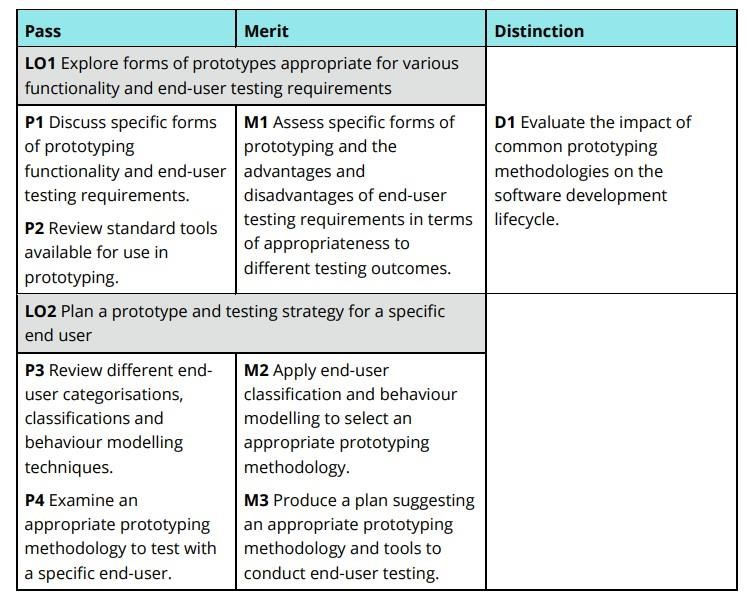 Pass
Merit
Distinction
LO1 Explore forms of prototypes appropriate for various
functionality and end-user testing requirements
P1 Discuss specific forms
of prototyping
functionality and end-user
testing requirements.
P2 Review standard tools
available for use in
prototyping.
M1 Assess specific forms of
prototyping and the
advantages and
disadvantages of end-user
testing requirements in terms
of appropriateness to
different testing outcomes.
D1 Evaluate the impact of
common prototyping
methodologies on the
software development
lifecycle.
LO2 Plan a prototype and testing strategy for a specific
end user
P3 Review different end-
user categorisations,
classifications and
behaviour modelling
techniques.
P4 Examine an
appropriate prototyping
methodology to test with
a specific end-user.
M2 Apply end-user
classification and behaviour
modelling to select an
appropriate prototyping
methodology.
M3 Produce a plan suggesting
an appropriate prototyping
methodology and tools to
conduct end-user testing.